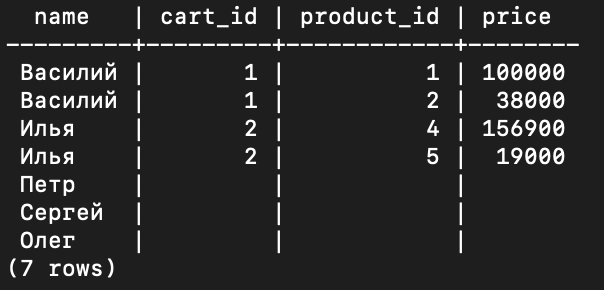 name   | cart_id | product_id | price
---------+---------+------------+--------
 Василий |       1 |          1 | 100000
 Василий |       1 |          2 |  38000
 Илья    |       2 |          4 | 156900
 Илья    |       2 |          5 |  19000
 Петр    |         |            |
 Сергей  |         |            |
 Олег    |         |            |
(7 rows)